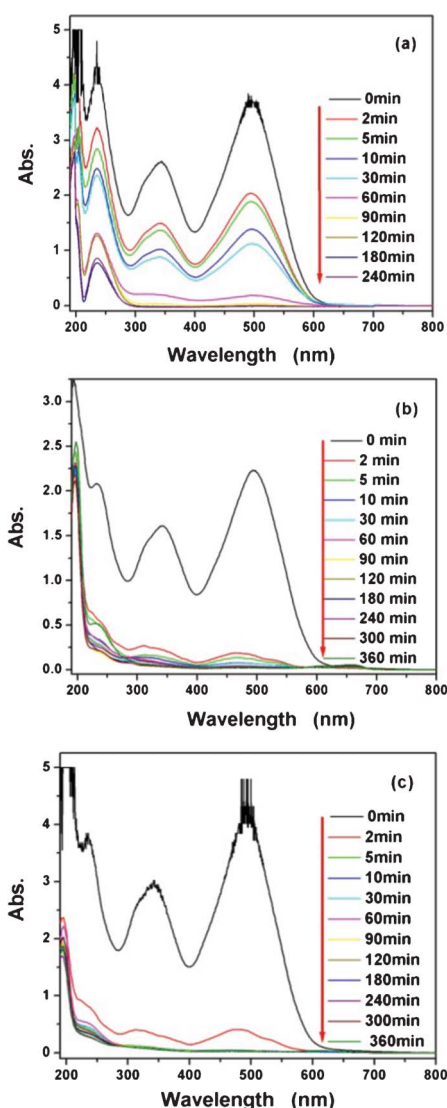 (a)
5
4
3
2
1
0
Abs.
0min
2min
5min
10min
30min
60min
90min
120min
180min
240min
200 300 400 500 600 700 800
Wavelength (nm)
(b)
3.0
2.5
2.0
1.5
1.0
0.5
0.0
Abs.
0 min
2 min
5 min
10 min
30 min
60 min
90 min
120 min
180 min
240 min
300 min
360 min
200 300 400 500 600 700 800
Wavelength (nm)
(c)
5
4
3
2
1
0
Abs.
0min
2min
5min
10min
30min
60min
90min
120min
180min
240min
300min
360min
200 300 400 500 600 700 800
Wavelength (nm)